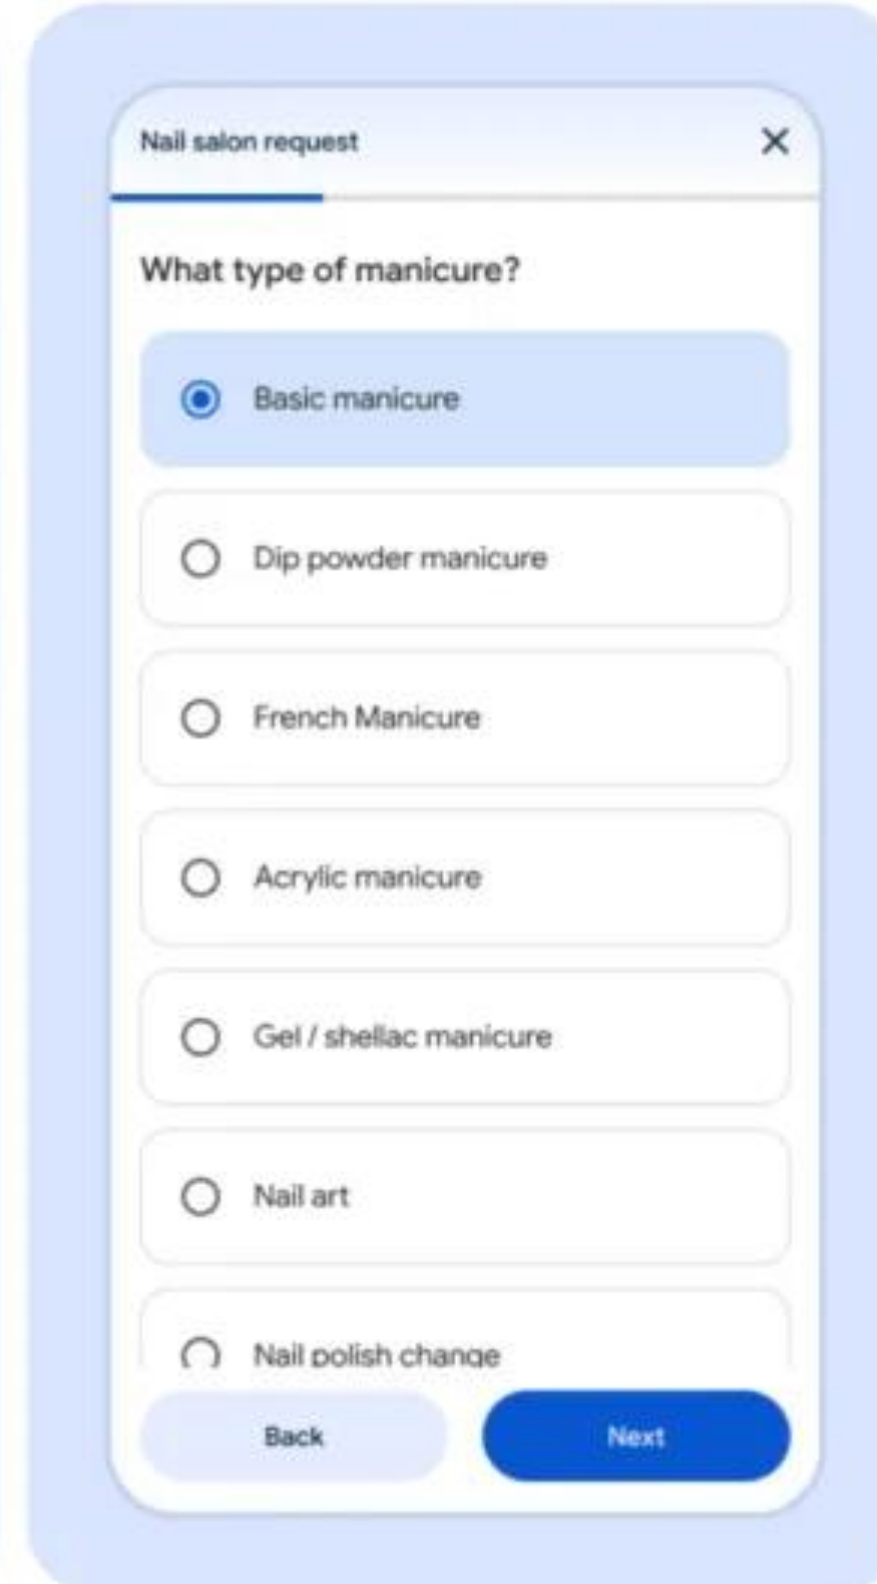 Nail salon request
What type of manicure?
Basic manicure
Dip powder manicure
French Manicure
Acrylic manicure
Gel / shellac manicure
Nail art
Nail polish change
Back
Next